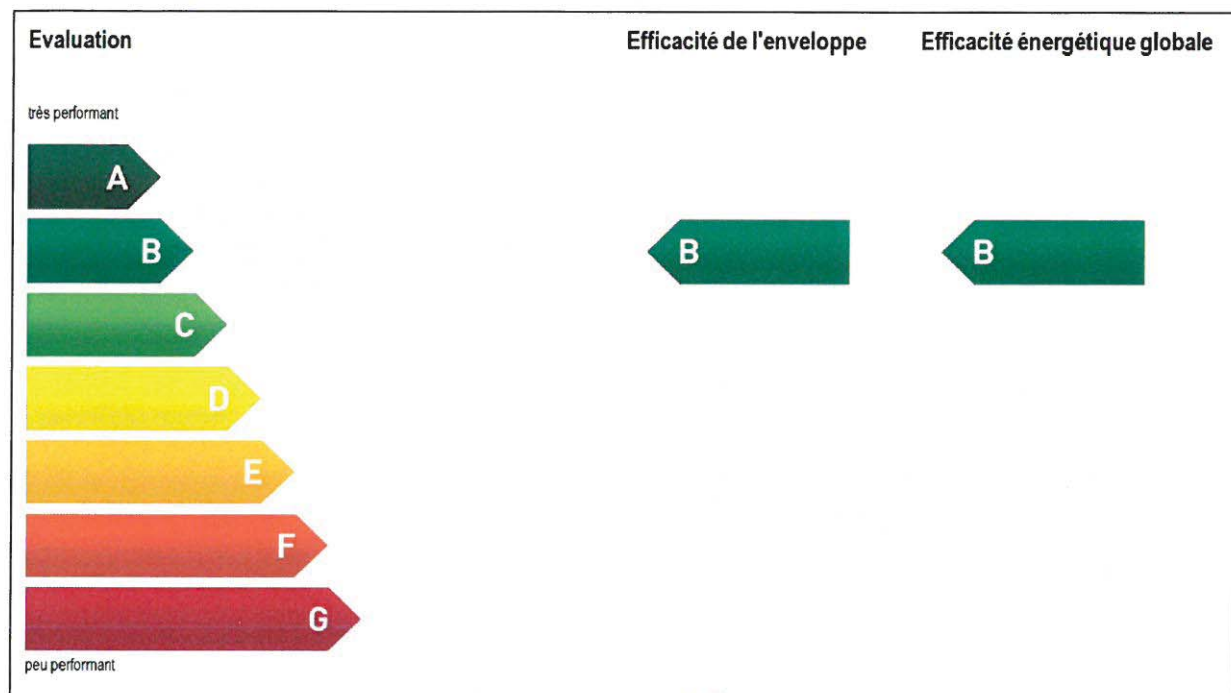 Evaluation
Efficacité de l'enveloppe
Efficacité énergétique globale
très performant
A
B
B
B
C
D
E
F
G
peu performant